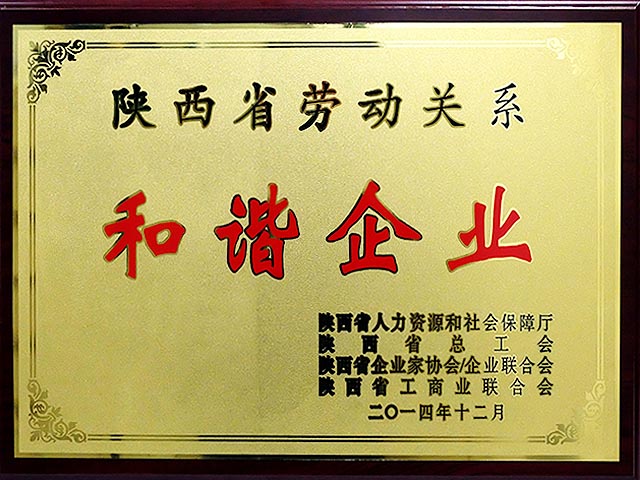 陕西省劳动关系
和谐企业
陕西省人力资源和社会保障厅
陕西省总工会
陕西省企业家协会/企业联合会
陕西省工商业联合会
二〇一四年十二月